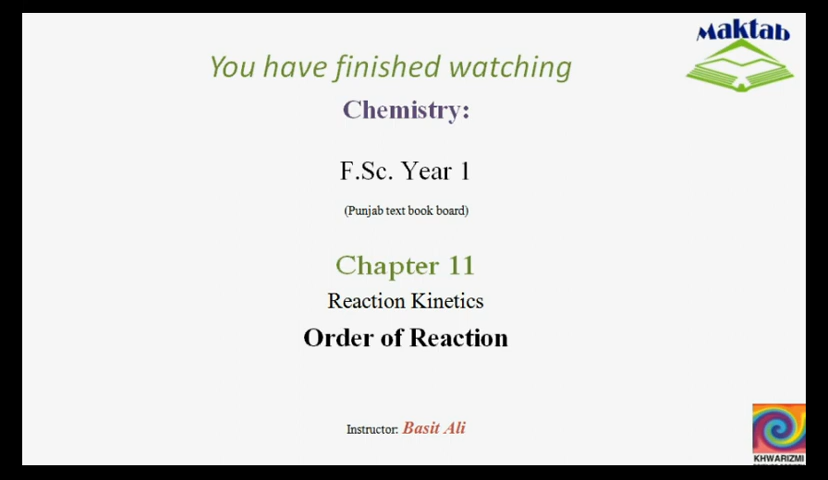 Maktab
You have finished watching
Chemistry:
F.Sc. Year 1
(Punjab text book board)
Chapter 11
Reaction Kinetics
Order of Reaction
Instructor: Basit Ali
KHWARIZMI